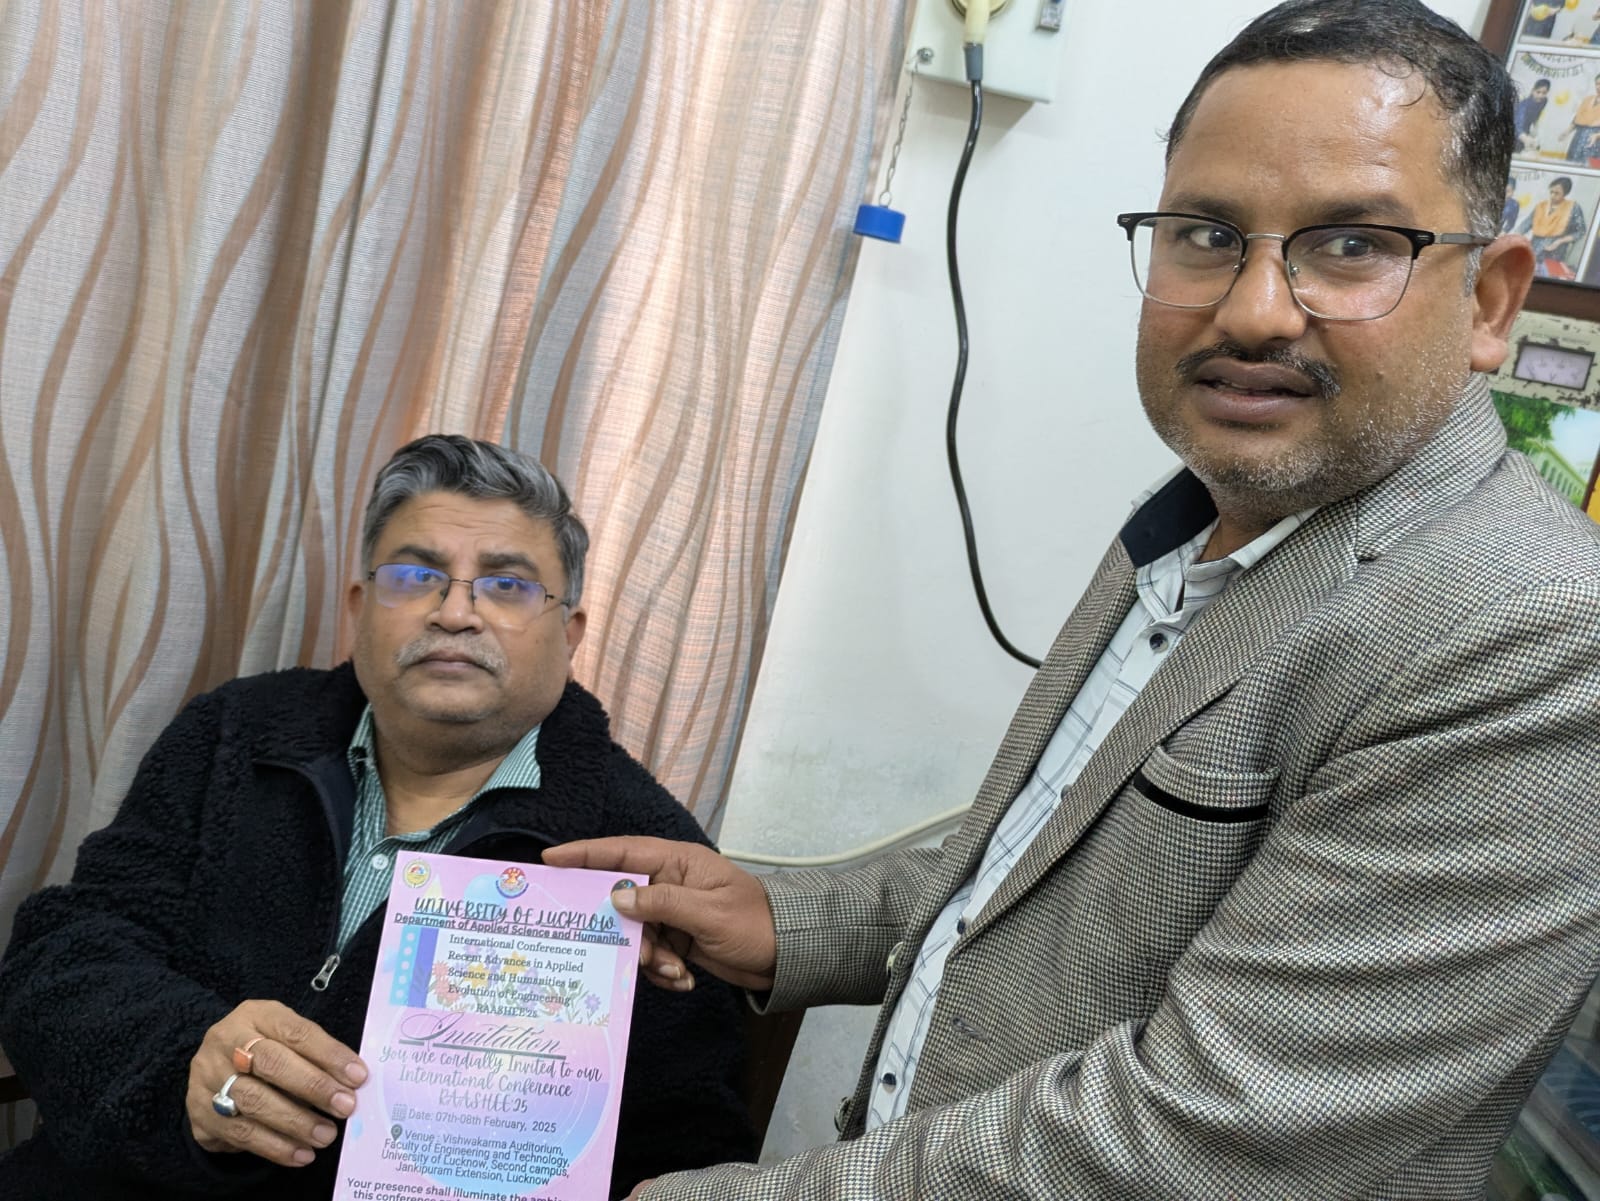 UNIVERSITY OF LUCKNOW
Department of Applied Science and Humanities
International Conference on
Recent Advances in Applied
Science and Humanities in
Evolution of Engineering
RAASHEE'25
Invitation
You are cordially Invited to our
International Conference
RAASHEE'25
Date: 07th-08th February, 2025
Venue : Vishwakarma Auditorium,
Faculty of Engineering and Technology,
University of Lucknow, Second campus,
Jankipuram Extension, Lucknow
Your presence shall illuminate the
this conference